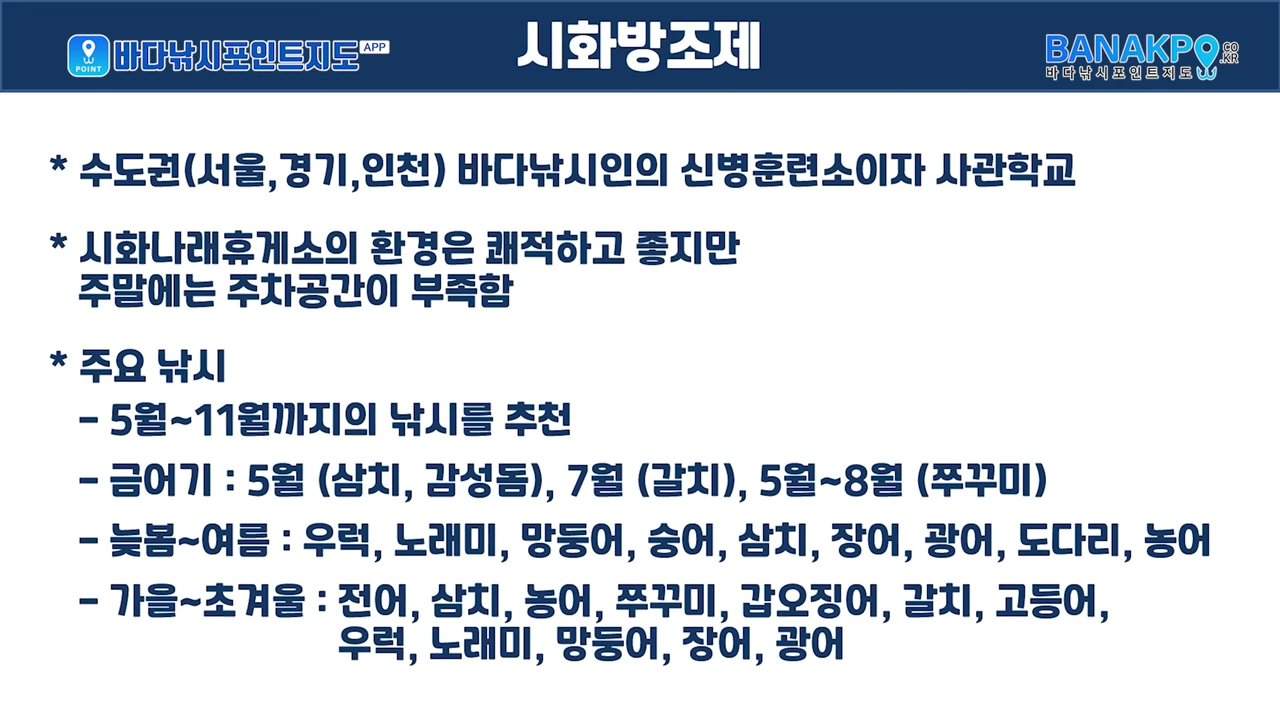 POINT
바다낚시포인트지도 APP
시화방조제
BANAKPO.CO.KR
바다낚시포인트지도
* 수도권(서울,경기,인천) 바다낚시인의 신병훈련소이자 사관학교
* 시화나래휴게소의 환경은 쾌적하고 좋지만
주말에는 주차공간이 부족함
* 주요 낚시
- 5월~11월까지의 낚시를 추천
- 금어기 : 5월 (삼치, 감성돔), 7월 (갈치), 5월~8월 (쭈꾸미)
- 늦봄~여름 : 우럭, 노래미, 망둥어, 숭어, 삼치, 장어, 광어, 도다리, 농어
- 가을~초겨울 : 전어, 삼치, 농어, 쭈꾸미, 갑오징어, 갈치, 고등어,
우럭, 노래미, 망둥어, 장어, 광어